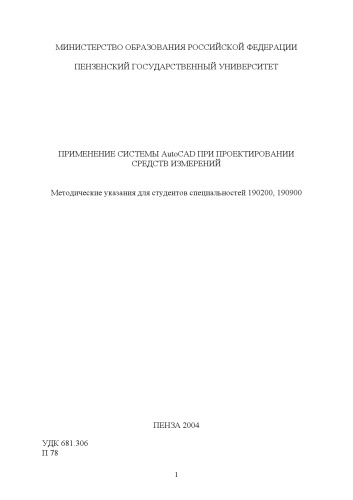 МИНИСТЕРСТВО ОБРАЗОВАНИЯ РОССИЙСКОЙ ФЕДЕРАЦИИ
ПЕНЗЕНСКИЙ ГОСУДАРСТВЕННЫЙ УНИВЕРСИТЕТ
ПРИМЕНЕНИЕ СИСТЕМЫ AutoCAD ПРИ ПРОЕКТИРОВАНИИ
СРЕДСТВ ИЗМЕРЕНИЙ
Методические указания для студентов специальностей 190200, 190900
ПЕНЗА 2004
УДК 681.306
П 78
1